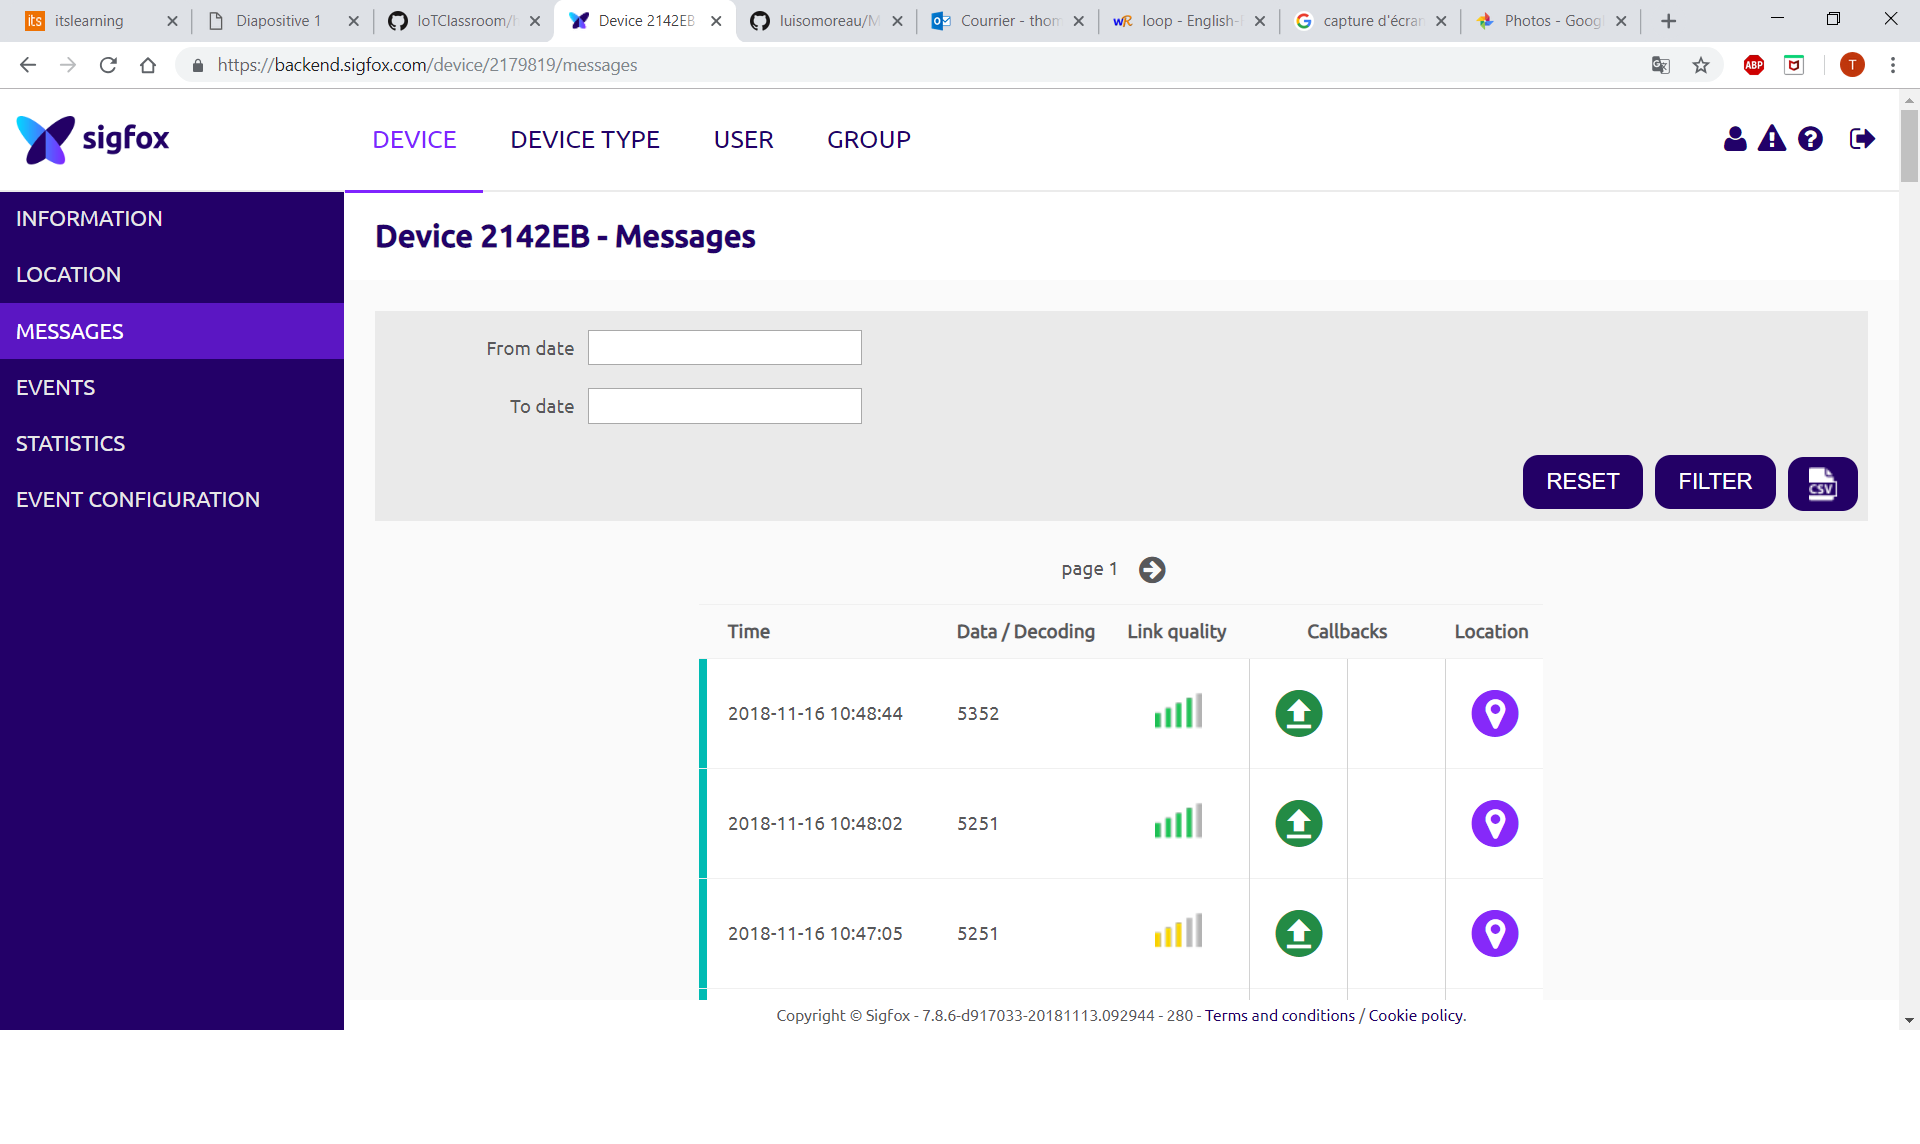 its itslearning
Diapositive 1
IoTClassroom/
Device 2142EB
luisomoreau/M
Courrier - thom
wR loop - English-
capture d'écran
Photos - Goog
https://backend.sigfox.com/device/2179819/messages
ABP
T
sigfox
DEVICE
DEVICE TYPE
USER
GROUP
INFORMATION
LOCATION
MESSAGES
EVENTS
STATISTICS
EVENT CONFIGURATION
Device 2142EB - Messages
From date
To date
RESET
FILTER
CSV
page 1
Time Data / Decoding Link quality Callbacks Location
2018-11-16 10:48:44 5352
2018-11-16 10:48:02 5251
2018-11-16 10:47:05 5251
Copyright © Sigfox - 7.8.6-d917033-20181113.092944 - 280 - Terms and conditions / Cookie policy.